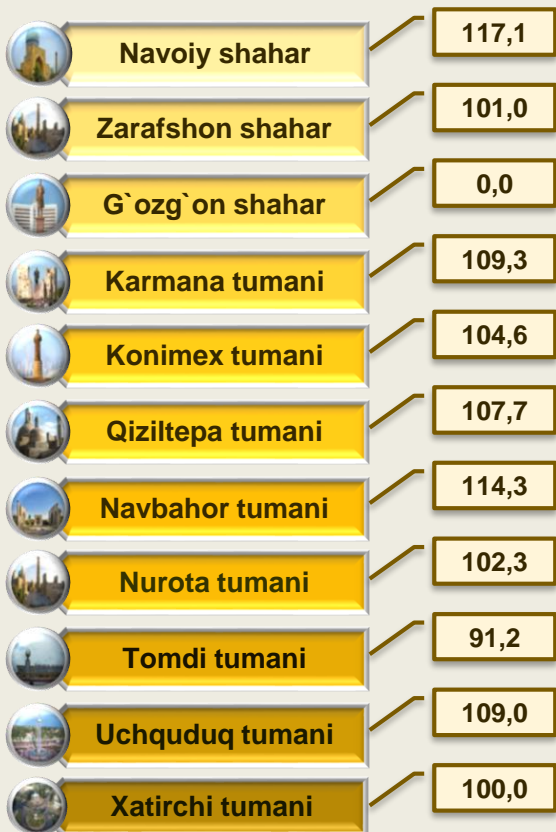 Navoiy shahar 117,1
Zarafshon shahar 101,0
G`ozg`on shahar 0,0
Karmana tumani 109,3
Konimex tumani 104,6
Qiziltepa tumani 107,7
Navbahor tumani 114,3
Nurota tumani 102,3
Tomdi tumani 91,2
Uchquduq tumani 109,0
Xatirchi tumani 100,0